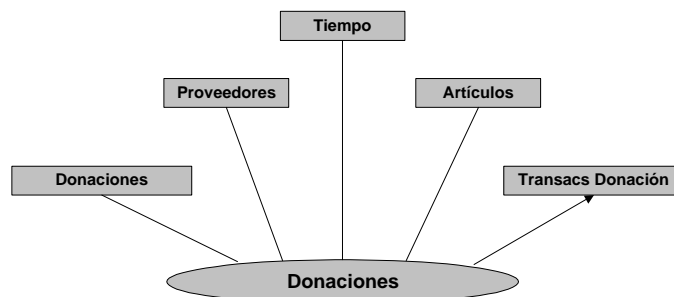 Tiempo
Proveedores
Artículos
Donaciones
Transacs Donación
Donaciones